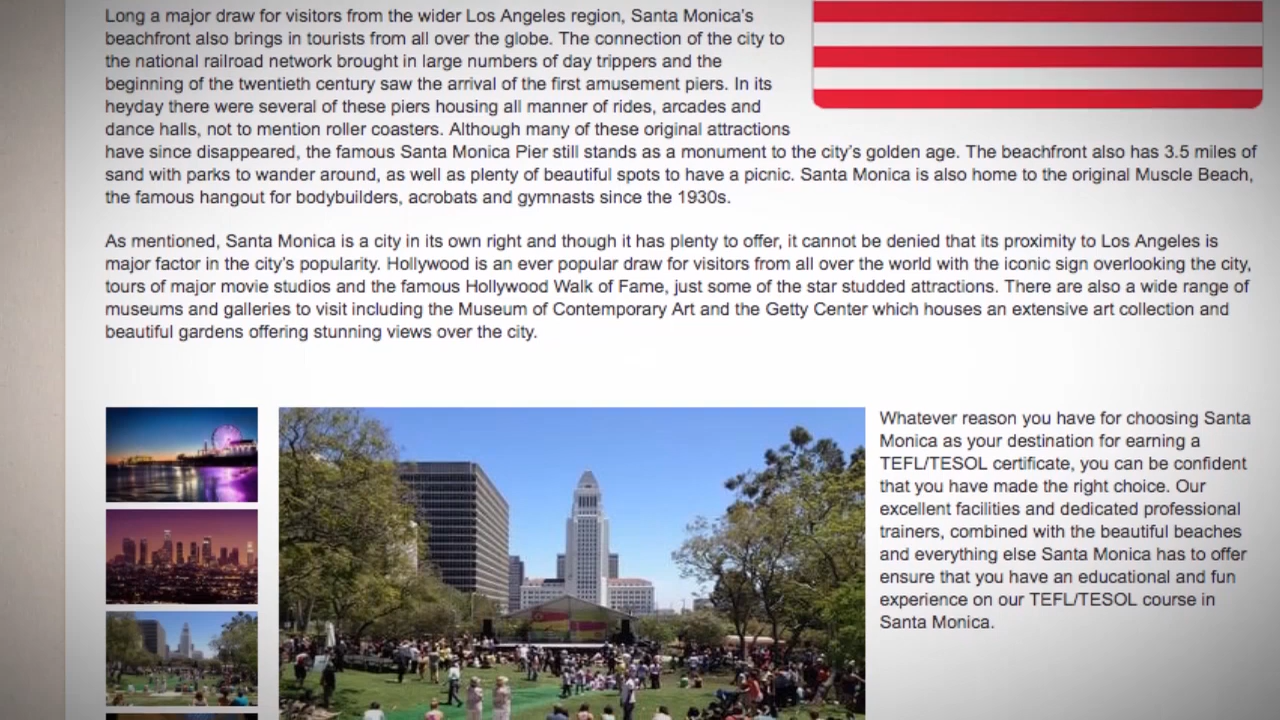 Long a major draw for visitors from the wider Los Angeles region, Santa Monica's
beachfront also brings in tourists from all over the globe. The connection of the city to
the national railroad network brought in large numbers of day trippers and the
beginning of the twentieth century saw the arrival of the first amusement piers. In its
heyday there were several of these piers housing all manner of rides, arcades and
dance halls, not to mention roller coasters. Although many of these original attractions
have since disappeared, the famous Santa Monica Pier still stands as a monument to the city's golden age. The beachfront also has 3.5 miles of
sand with parks to wander around, as well as plenty of beautiful spots to have a picnic. Santa Monica is also home to the original Muscle Beach,
the famous hangout for bodybuilders, acrobats and gymnasts since the 1930s.
As mentioned, Santa Monica is a city in its own right and though it has plenty to offer, it cannot be denied that its proximity to Los Angeles is
major factor in the city's popularity. Hollywood is an ever popular draw for visitors from all over the world with the iconic sign overlooking the city,
tours of major movie studios and the famous Hollywood Walk of Fame, just some of the star studded attractions. There are also a wide range of
museums and galleries to visit including the Museum of Contemporary Art and the Getty Center which houses an extensive art collection and
beautiful gardens offering stunning views over the city.
Whatever reason you have for choosing Santa
Monica as your destination for earning a
TEFL/TESOL certificate, you can be confident
that you have made the right choice. Our
excellent facilities and dedicated professional
trainers, combined with the beautiful beaches
and everything else Santa Monica has to offer
ensure that you have an educational and fun
experience on our TEFL/TESOL course in
Santa Monica.